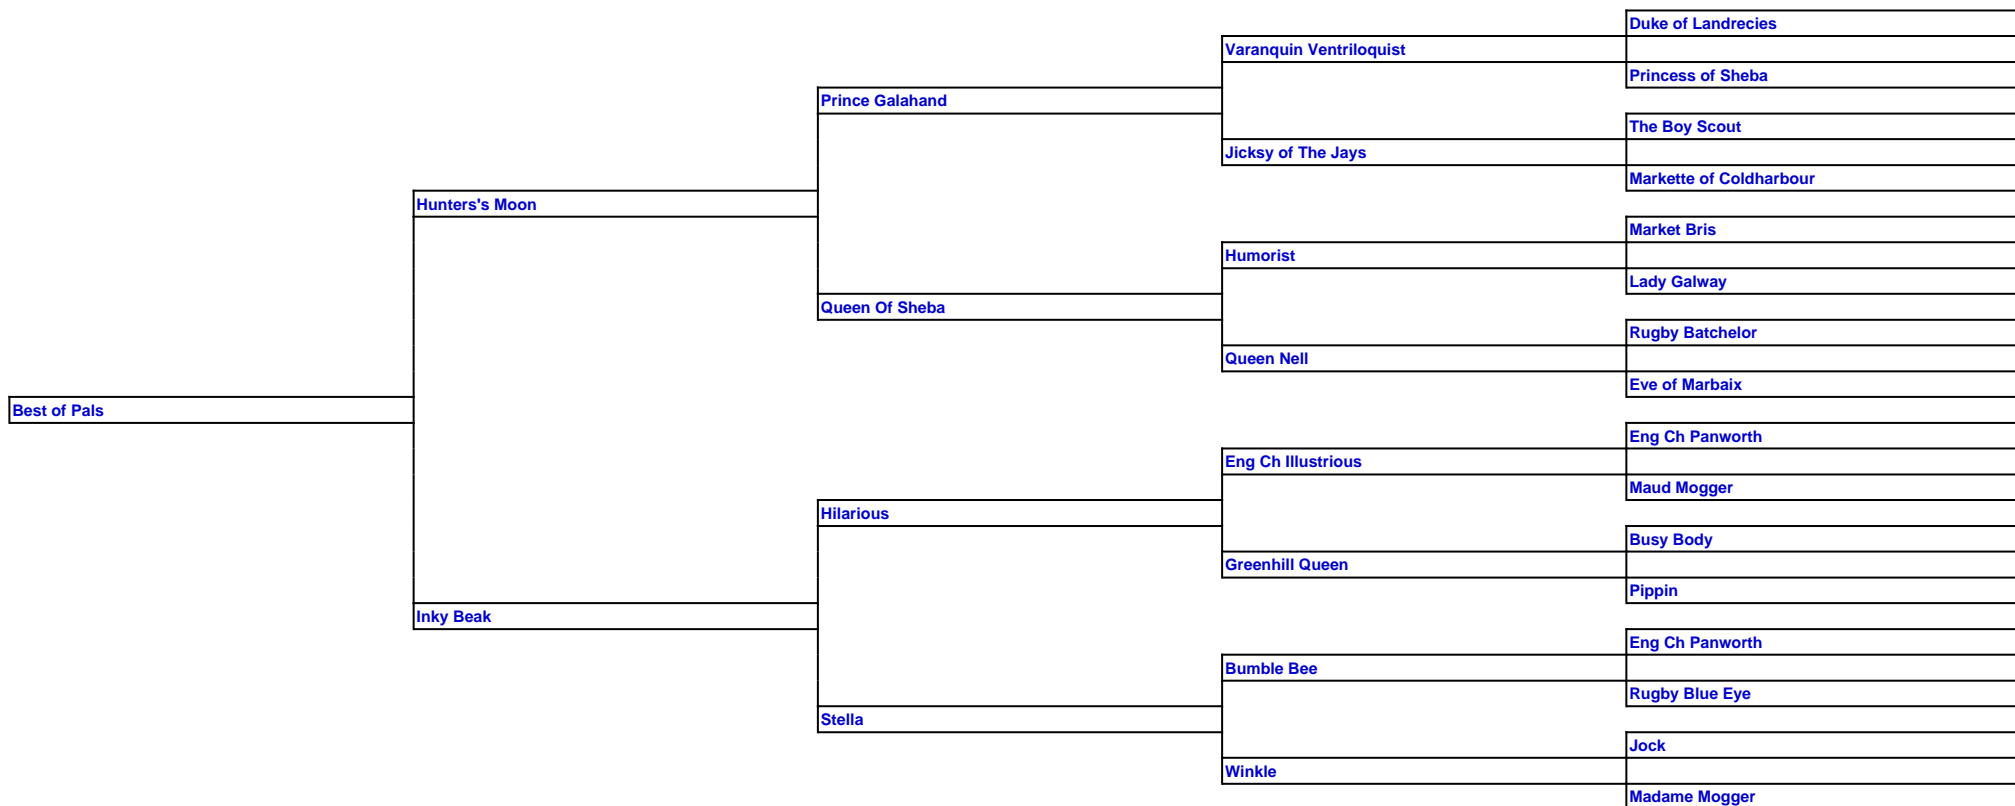 Duke of Landrecies
Varanquin Ventriloquist
Princess of Sheba
Prince Galahand
The Boy Scout
Jicksy of The Jays
Markette of Coldharbour
Hunters's Moon
Market Bris
Humorist
Lady Galway
Queen Of Sheba
Rugby Batchelor
Queen Nell
Eve of Marbaix
Best of Pals
Eng Ch Panworth
Eng Ch Illustrious
Maud Mogger
Hilarious
Busy Body
Greenhill Queen
Pippin
Inky Beak
Eng Ch Panworth
Bumble Bee
Rugby Blue Eye
Stella
Jock
Winkle
Madame Mogger